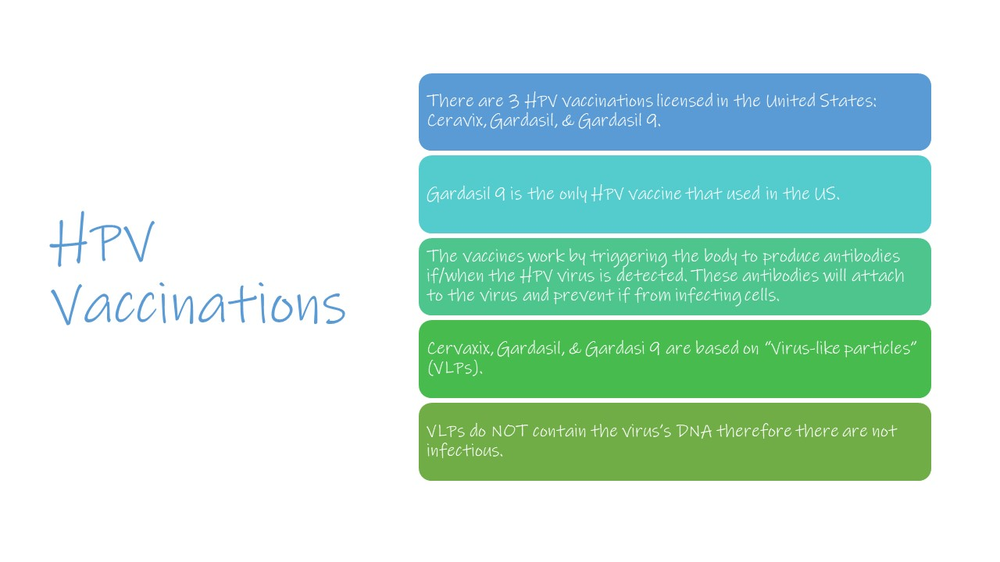 HPV
Vaccinations
There are 3 HPV vaccinations licensed in the United States:
Ceravix, Gardasil, & Gardasil 9.
Gardasil 9 is the only HPV vaccine that used in the US.
The vaccines work by triggering the body to produce antibodies
if/when the HPV virus is detected. These antibodies will attach
to the virus and prevent if from infecting cells.
Cervaxix, Gardasil, & Gardasi 9 are based on “Virus-like particles”
(VLPs).
VLPs do NOT contain the virus’s DNA therefore there are not
infectious.